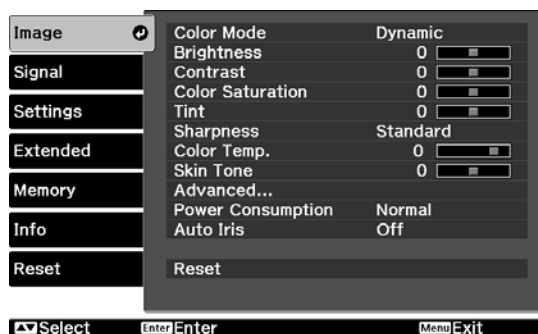 Image
Signal
Settings
Extended
Memory
Info
Reset
Color Mode Dynamic
Brightness 0
Contrast 0
Color Saturation 0
Tint 0
Sharpness Standard
Color Temp. 0
Skin Tone 0
Advanced...
Power Consumption Normal
Auto Iris Off
Reset
Select Enter Enter Menu Exit